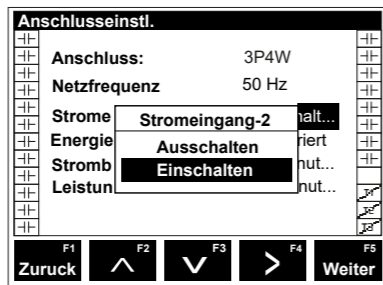 Anschlusseinstl.
Anschluss: 3P4W
Netzfrequenz 50 Hz
Strome halt...
Stromeingang-2
Energie riert
Ausschalten
Stromb nut...
Einschalten
Leistun nut...
F1 F2 F3 F4 F5
Zuruck Weiter